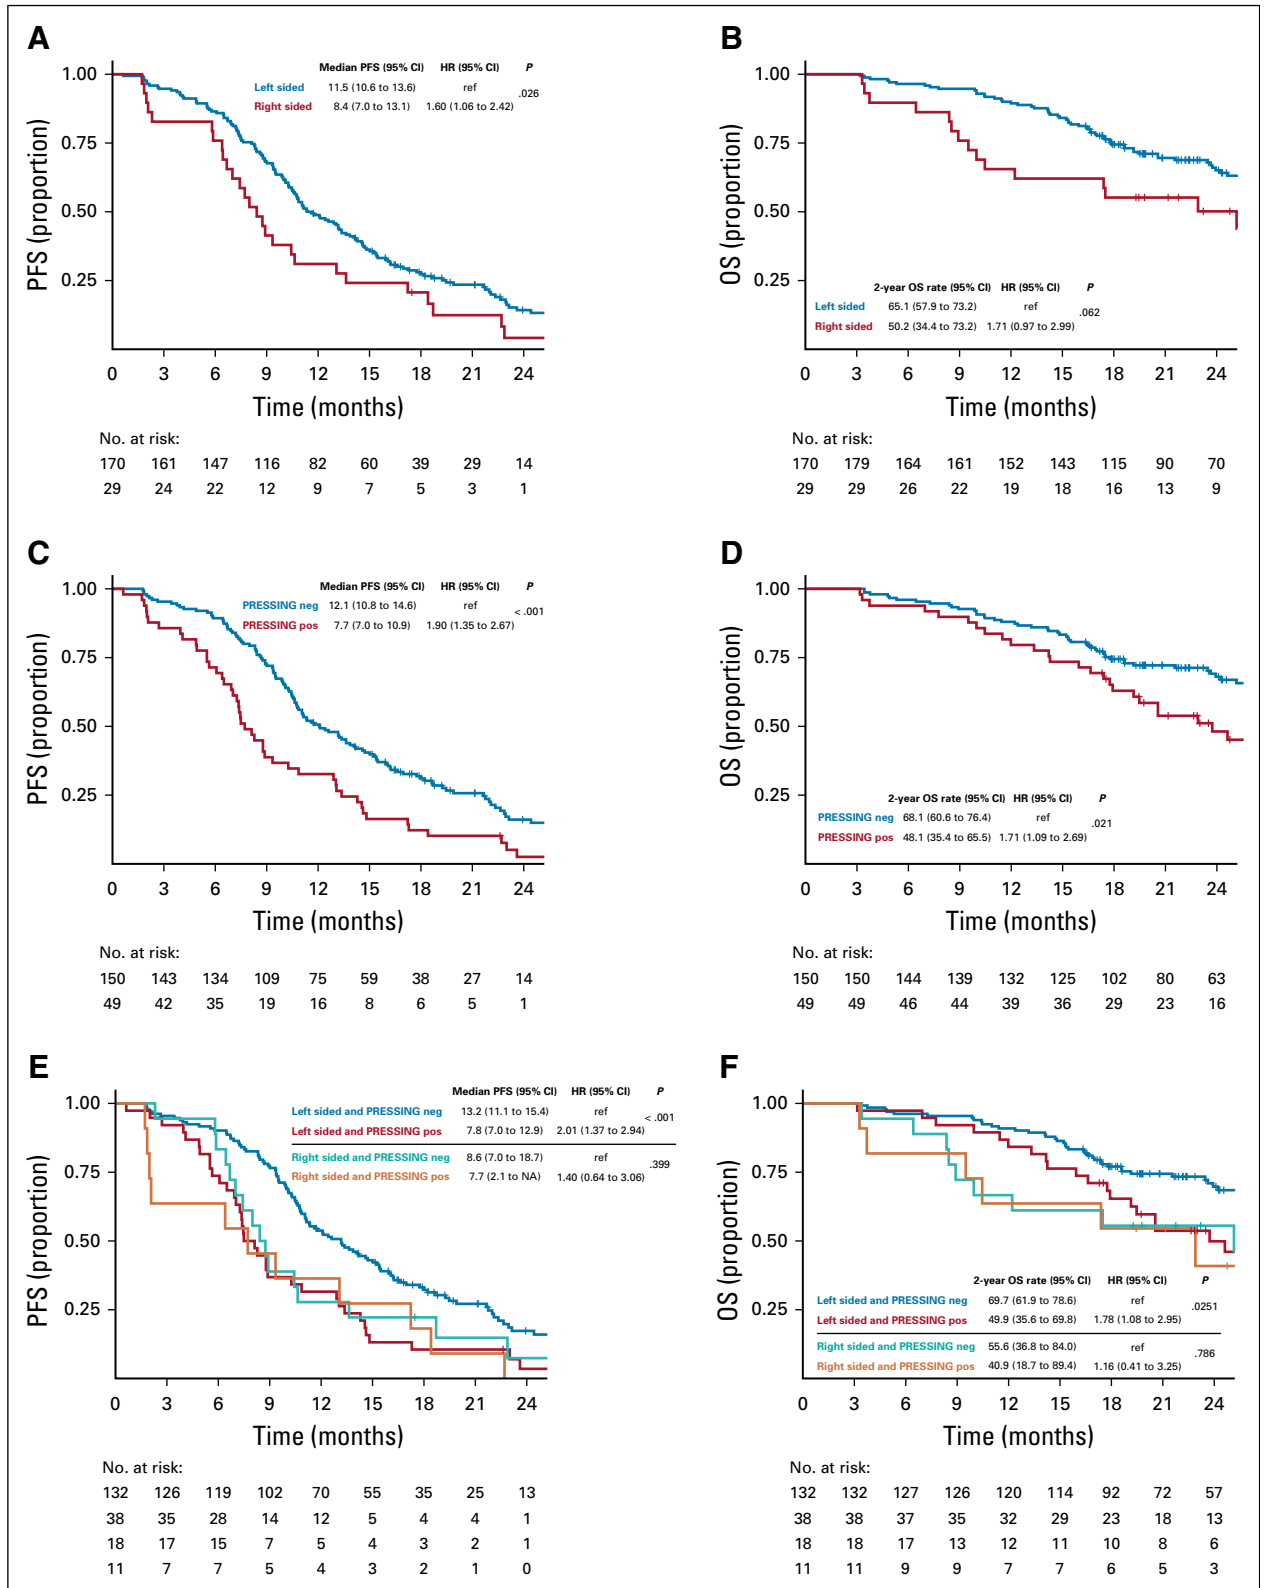 A
Median PFS (95% CI) HR (95% CI) P
Left sided 11.5 (10.6 to 13.6) ref
.026
Right sided 8.4 (7.0 to 13.1) 1.60 (1.06 to 2.42)
1.00
0.75
0.50
0.25
PFS (proportion)
0 3 6 9 12 15 18 21 24
Time (months)
No. at risk:
170 161 147 116 82 60 39 29 14
29 24 22 12 9 7 5 3 1
B
1.00
0.75
0.50
0.25
OS (proportion)
2-year OS rate (95% CI) HR (95% CI) P
Left sided 65.1 (57.9 to 73.2) ref
.062
Right sided 50.2 (34.4 to 73.2) 1.71 (0.97 to 2.99)
0 3 6 9 12 15 18 21 24
Time (months)
No. at risk:
170 179 164 161 152 143 115 90 70
29 29 26 22 19 18 16 13 9
C
Median PFS (95% CI) HR (95% CI) P
PRESSING neg 12.1 (10.8 to 14.6) ref
< .001
PRESSING pos 7.7 (7.0 to 10.9) 1.90 (1.35 to 2.67)
1.00
0.75
0.50
0.25
PFS (proportion)
0 3 6 9 12 15 18 21 24
Time (months)
No. at risk:
150 143 134 109 75 59 38 27 14
49 42 35 19 16 8 6 5 1
D
1.00
0.75
0.50
0.25
OS (proportion)
2-year OS rate (95% CI) HR (95% CI) P
PRESSING neg 68.1 (60.6 to 76.4) ref
.021
PRESSING pos 48.1 (35.4 to 65.5) 1.71 (1.09 to 2.69)
0 3 6 9 12 15 18 21 24
Time (months)
No. at risk:
150 150 144 139 132 125 102 80 63
49 49 46 44 39 36 29 23 16
E
Median PFS (95% CI) HR (95% CI) P
Left sided and PRESSING neg 13.2 (11.1 to 15.4) ref
< .001
Left sided and PRESSING pos 7.8 (7.0 to 12.9) 2.01 (1.37 to 2.94)
Right sided and PRESSING neg 8.6 (7.0 to 18.7) ref
.399
Right sided and PRESSING pos 7.7 (2.1 to NA) 1.40 (0.64 to 3.06)
1.00
0.75
0.50
0.25
PFS (proportion)
0 3 6 9 12 15 18 21 24
Time (months)
No. at risk:
132 126 119 102 70 55 35 25 13
38 35 28 14 12 5 4 4 1
18 17 15 7 5 4 3 2 1
11 7 7 5 4 3 2 1 0
F
1.00
0.75
0.50
0.25
OS (proportion)
2-year OS rate (95% CI) HR (95% CI) P
Left sided and PRESSING neg 69.7 (61.9 to 78.6) ref
.0251
Left sided and PRESSING pos 49.9 (35.6 to 69.8) 1.78 (1.08 to 2.95)
Right sided and PRESSING neg 55.6 (36.8 to 84.0) ref
.786
Right sided and PRESSING pos 40.9 (18.7 to 89.4) 1.16 (0.41 to 3.25)
0 3 6 9 12 15 18 21 24
Time (months)
No. at risk:
132 132 127 126 120 114 92 72 57
38 38 37 35 32 29 23 18 13
18 18 17 13 12 11 10 8 6
11 11 9 9 7 7 6 5 3